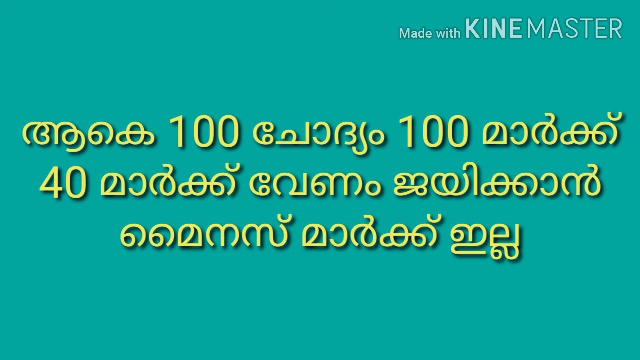 Made with KINEMASTER
ആകെ 100 ചോദ്യം 100 മാർക്ക്
40 മാർക്ക് വേണം ജയിക്കാൻ
മൈനസ് മാർക്ക് ഇല്ല